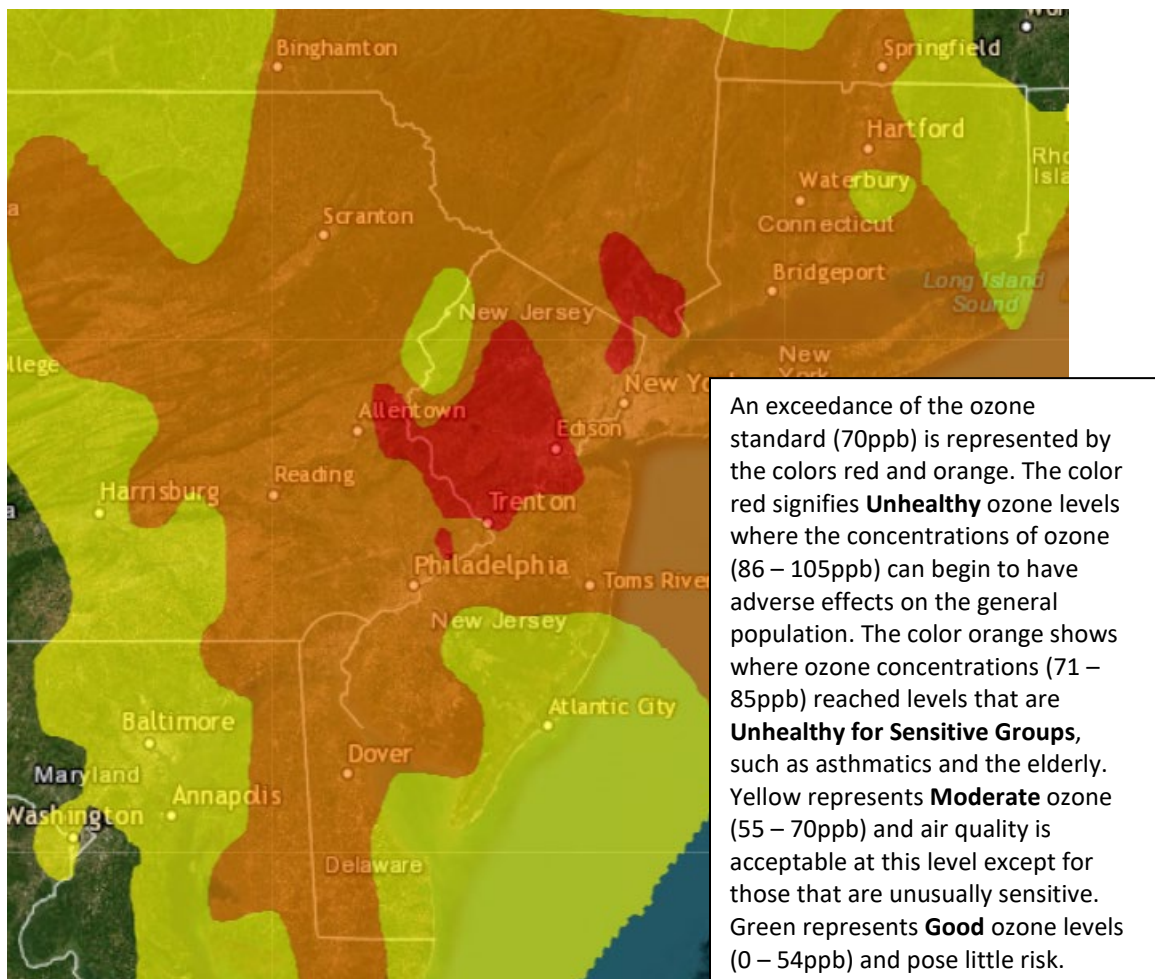 Wor
Binghamton
Springfield
Hartford
Rho
Isla
Waterbury
Connecticut
a
Scranton
Bridgeport
Long Island
Sound
New Jersey
llege
New
York
New Yo
Allentown
Edison
Reading
Harrisburg
a
Trenton
Philadelphia
Toms River
New Jersey
Atlantic City
Baltimore
Dover
Maryland
Annapolis
Washington
Delaware
An exceedance of the ozone
standard (70ppb) is represented by
the colors red and orange. The color
red signifies Unhealthy ozone levels
where the concentrations of ozone
(86 – 105ppb) can begin to have
adverse effects on the general
population. The color orange shows
where ozone concentrations (71 –
85ppb) reached levels that are
Unhealthy for Sensitive Groups,
such as asthmatics and the elderly.
Yellow represents Moderate ozone
(55 – 70ppb) and air quality is
acceptable at this level except for
those that are unusually sensitive.
Green represents Good ozone levels
(0 – 54ppb) and pose little risk.